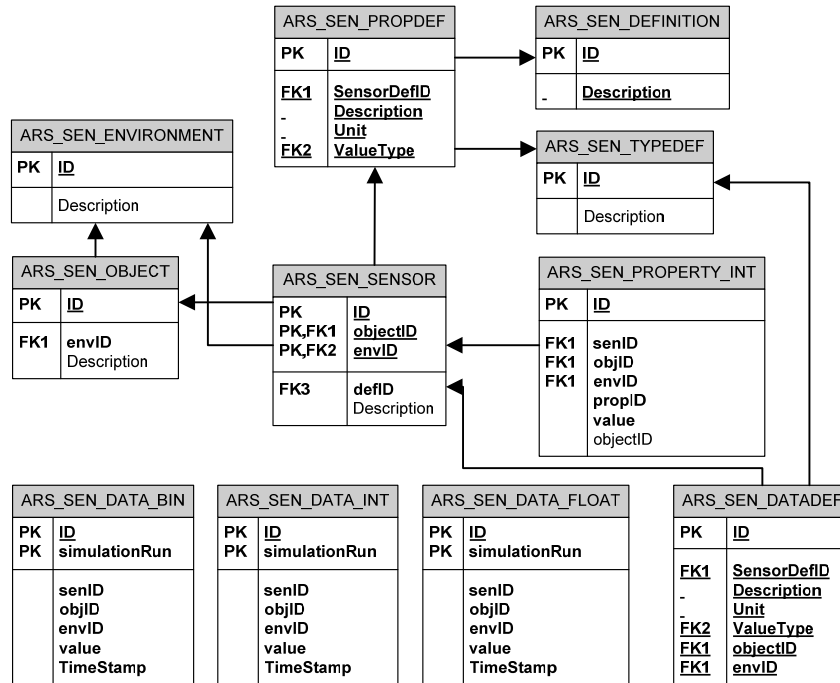 ARS_SEN_PROPDEF
PK ID
FK1 SensorDefID
_ Description
_ Unit
FK2 ValueType
ARS_SEN_DEFINITION
PK ID
_ Description
ARS_SEN_ENVIRONMENT
PK ID
Description
ARS_SEN_TYPEDEF
PK ID
Description
ARS_SEN_OBJECT
PK ID
FK1 envID
Description
ARS_SEN_SENSOR
PK ID
PK,FK1 objectID
PK,FK2 envID
FK3 defID
Description
ARS_SEN_PROPERTY_INT
PK ID
FK1 senID
FK1 objID
FK1 envID
propID
value
objectID
ARS_SEN_DATA_BIN
PK ID
PK simulationRun
senID
objID
envID
value
TimeStamp
ARS_SEN_DATA_INT
PK ID
PK simulationRun
senID
objID
envID
value
TimeStamp
ARS_SEN_DATA_FLOAT
PK ID
PK simulationRun
senID
objID
envID
value
TimeStamp
ARS_SEN_DATADEF
PK ID
FK1 SensorDefID
_ Description
_ Unit
FK2 ValueType
FK1 objectID
FK1 envID